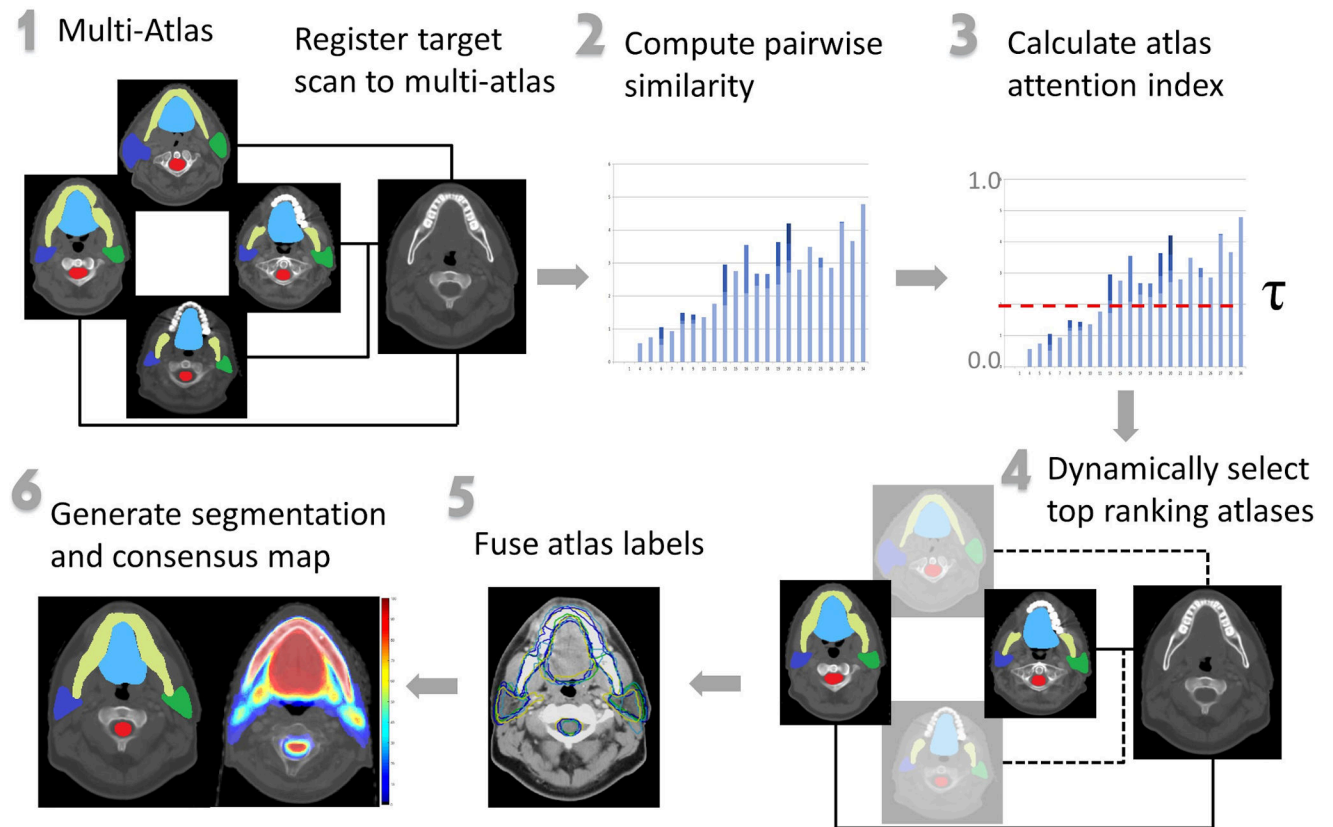 1 Multi-Atlas
Register target
scan to multi-atlas
2 Compute pairwise
similarity
3 Calculate atlas
attention index
1.0
0.0
τ
4 Dynamically select
top ranking atlases
5 Fuse atlas labels
6 Generate segmentation
and consensus map